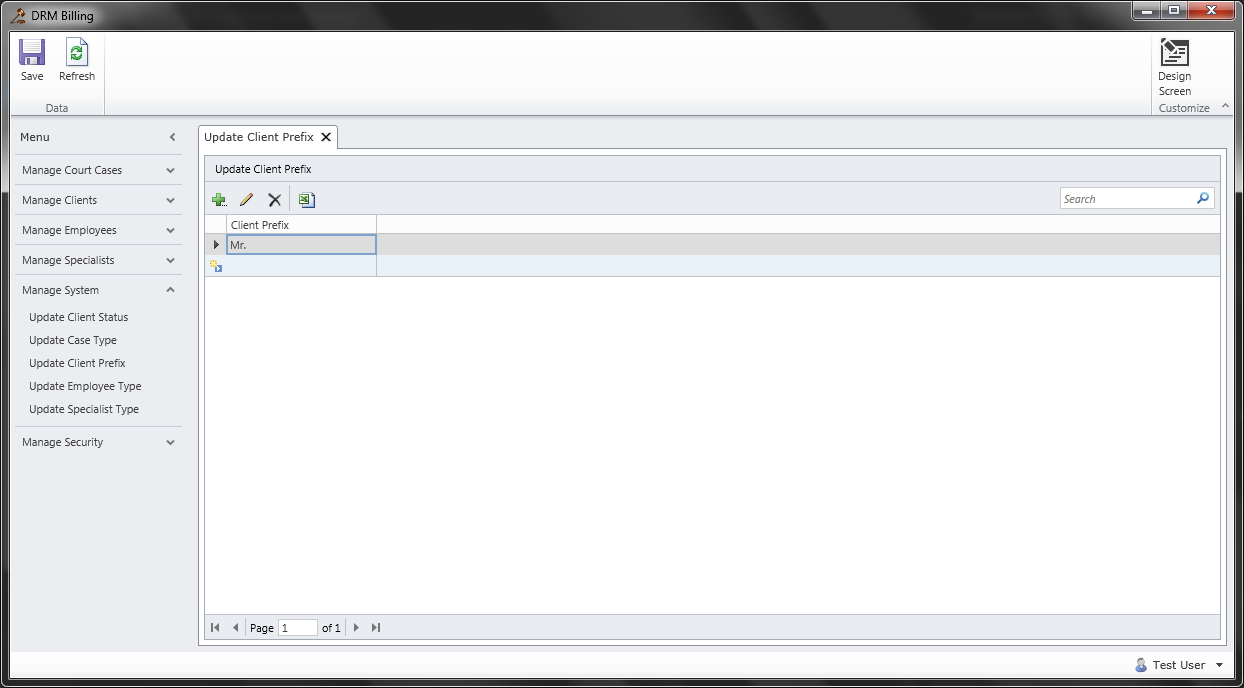 DRM Billing
Save
Refresh
Data
Design
Screen
Customize
Menu
Manage Court Cases
Manage Clients
Manage Employees
Manage Specialists
Manage System
Update Client Status
Update Case Type
Update Client Prefix
Update Employee Type
Update Specialist Type
Manage Security
Update Client Prefix
Update Client Prefix
Search
Client Prefix
Mr.
Page 1 of 1
Test User